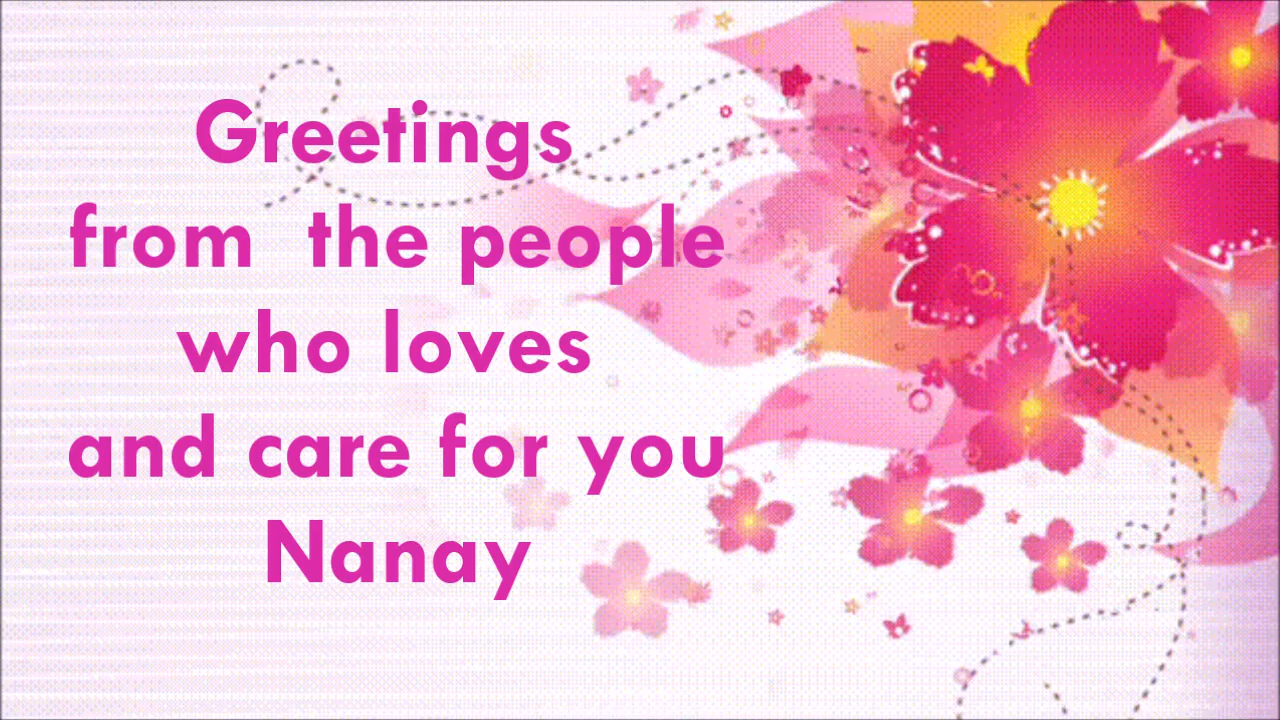 Greetings
from the people
who loves
and care for you
Nanay